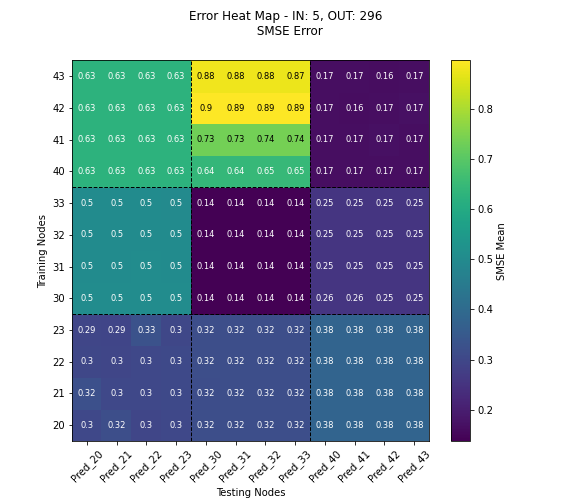 Error Heat Map - IN: 5, OUT: 296
SMSE Error
43 0.63 0.63 0.63 0.63 0.88 0.88 0.88 0.87 0.17 0.17 0.16 0.17
42 0.63 0.63 0.63 0.63 0.9 0.89 0.89 0.89 0.17 0.16 0.17 0.17
41 0.63 0.63 0.63 0.63 0.73 0.73 0.74 0.74 0.17 0.17 0.17 0.17
40 0.63 0.63 0.63 0.63 0.64 0.64 0.65 0.65 0.17 0.17 0.17 0.17
33 0.5 0.5 0.5 0.5 0.14 0.14 0.14 0.14 0.25 0.25 0.25 0.25
32 0.5 0.5 0.5 0.5 0.14 0.14 0.14 0.14 0.25 0.25 0.25 0.25
31 0.5 0.5 0.5 0.5 0.14 0.14 0.14 0.14 0.25 0.25 0.25 0.25
30 0.5 0.5 0.5 0.5 0.14 0.14 0.14 0.14 0.26 0.26 0.25 0.25
23 0.29 0.29 0.33 0.3 0.32 0.32 0.32 0.32 0.38 0.38 0.38 0.38
22 0.3 0.3 0.3 0.3 0.32 0.32 0.32 0.32 0.38 0.38 0.38 0.38
21 0.32 0.3 0.3 0.3 0.32 0.32 0.32 0.32 0.38 0.38 0.38 0.38
20 0.3 0.32 0.3 0.3 0.32 0.32 0.32 0.32 0.38 0.38 0.38 0.38
Training Nodes
Pred_20 Pred_21 Pred_22 Pred_23 Pred_30 Pred_31 Pred_32 Pred_33 Pred_40 Pred_41 Pred_42 Pred_43
Testing Nodes
0.8
0.7
0.6
0.5
0.4
0.3
0.2
SMSE Mean